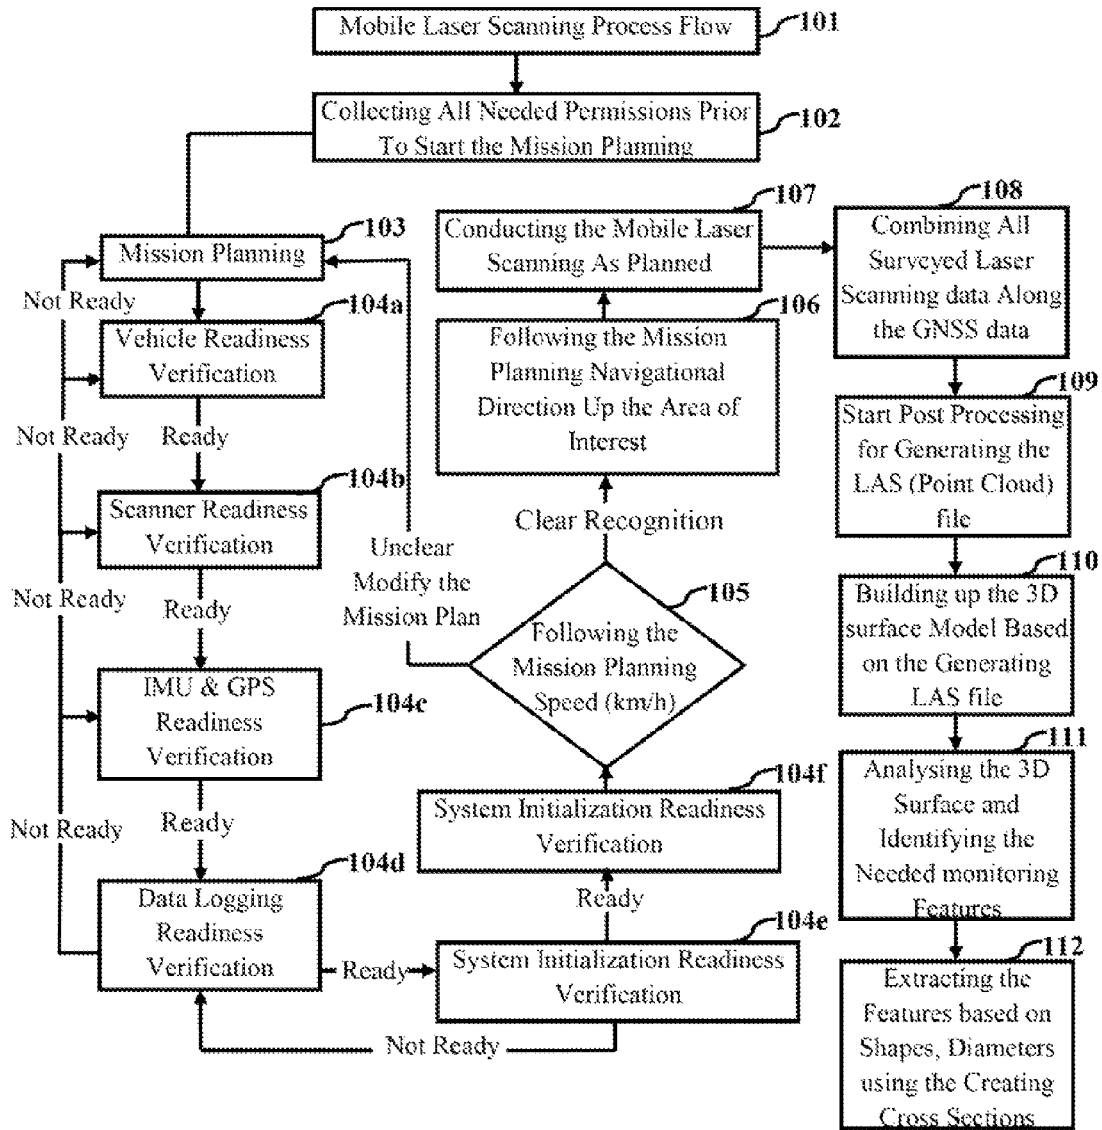 Mobile Laser Scanning Process Flow
101
Collecting All Needed Permissions Prior
To Start the Mission Planning
102
Mission Planning
103
Not Ready
104a
Vehicle Readiness
Verification
Not Ready
Ready
104b
Scanner Readiness
Verification
Not Ready
Ready
IMU & GPS
Readiness
Verification
104c
Not Ready
Ready
104d
Data Logging
Readiness
Verification
Ready
104e
System Initialization Readiness
Verification
Not Ready
Ready
104f
System Initialization Readiness
Verification
105
Following the
Mission Planning
Speed (km/h)
Unclear
Modify the
Mission Plan
Clear Recognition
106
Following the Mission
Planning Navigational
Direction Up the Area of
Interest
107
Conducting the Mobile Laser
Scanning As Planned
108
Combining All
Surveyed Laser
Scanning data Along
the GNSS data
109
Start Post Processing
for Generating the
LAS (Point Cloud)
file
110
Building up the 3D
surface Model Based
on the Generating
LAS file
111
Analysing the 3D
Surface and
Identifying the
Needed monitoring
Features
112
Extracting the
Features based on
Shapes, Diameters
using the Creating
Cross Sections